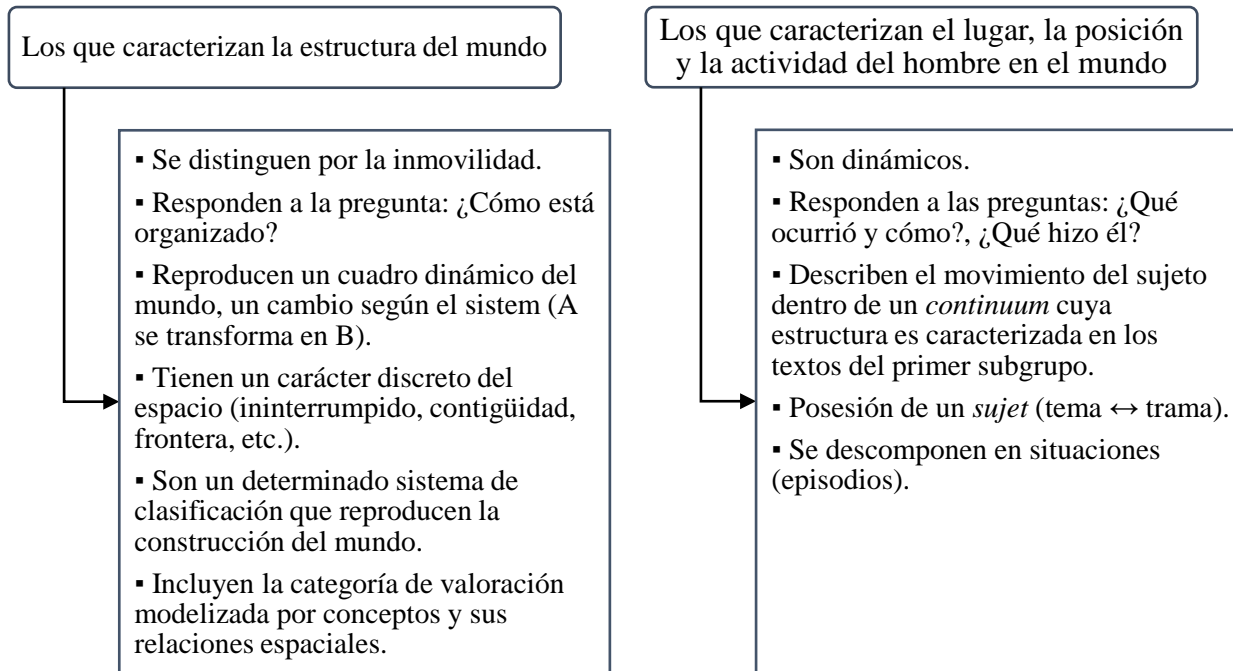 Los que caracterizan la estructura del mundo
▪ Se distinguen por la inmovilidad.
▪ Responden a la pregunta: ¿Cómo está
organizado?
▪ Reproducen un cuadro dinámico del
mundo, un cambio según el sistem (A
se transforma en B).
▪ Tienen un carácter discreto del
espacio (ininterrumpido, contigüidad,
frontera, etc.).
▪ Son un determinado sistema de
clasificación que reproducen la
construcción del mundo.
▪ Incluyen la categoría de valoración
modelizada por conceptos y sus
relaciones espaciales.
Los que caracterizan el lugar, la posición
y la actividad del hombre en el mundo
▪ Son dinámicos.
▪ Responden a las preguntas: ¿Qué
ocurrió y cómo?, ¿Qué hizo él?
▪ Describen el movimiento del sujeto
dentro de un continuum cuya
estructura es caracterizada en los
textos del primer subgrupo.
▪ Posesión de un sujet (tema ↔ trama).
▪ Se descomponen en situaciones
(episodios).